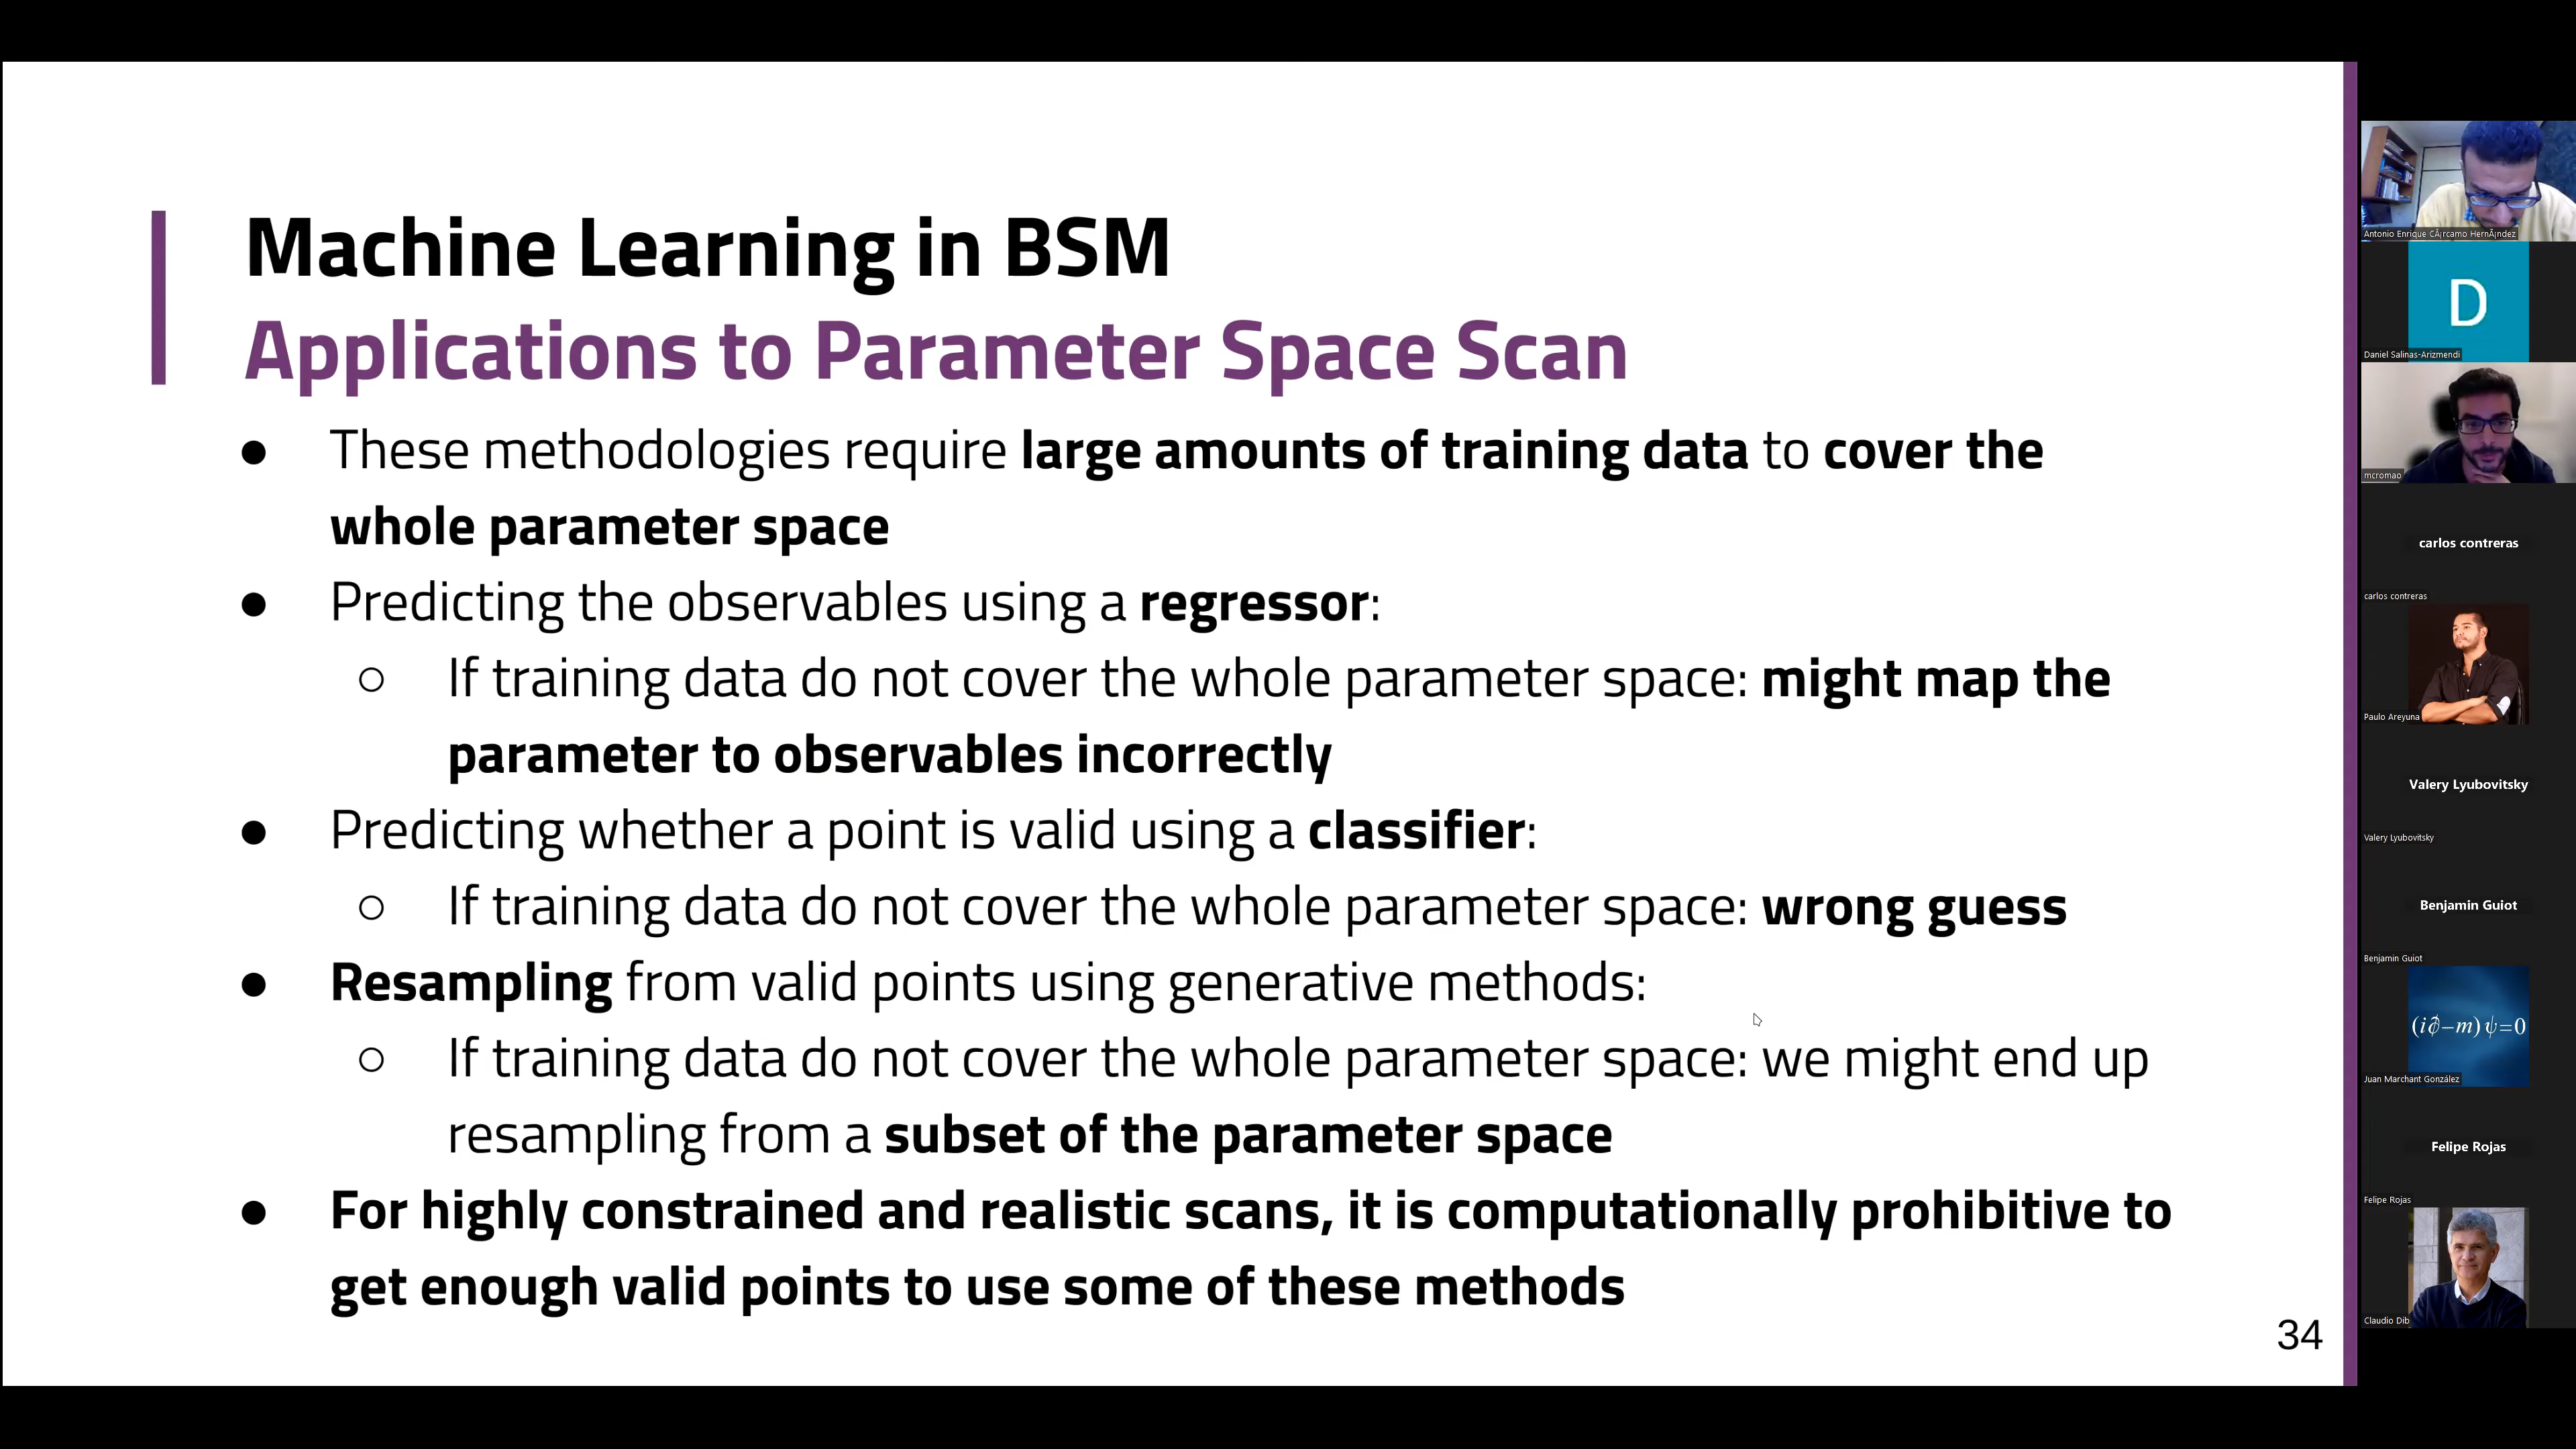 Machine Learning in BSM
Applications to Parameter Space Scan
● These methodologies require large amounts of training data to cover the
whole parameter space
● Predicting the observables using a regressor:
○ If training data do not cover the whole parameter space: might map the
parameter to observables incorrectly
● Predicting whether a point is valid using a classifier:
○ If training data do not cover the whole parameter space: wrong guess
● Resampling from valid points using generative methods:
○ If training data do not cover the whole parameter space: we might end up
resampling from a subset of the parameter space
● For highly constrained and realistic scans, it is computationally prohibitive to
get enough valid points to use some of these methods
34
Antonio Enrique CÃ¡rcamo HernÃ¡ndez
D
Daniel Salinas-Arizmendi
mcromao
carlos contreras
carlos contreras
Paulo Areyuna
Valery Lyubovitsky
Valery Lyubovitsky
Benjamin Guiot
Benjamin Guiot
(i∂̸−m)ψ=0
Juan Marchant González
Felipe Rojas
Felipe Rojas
Claudio Dib